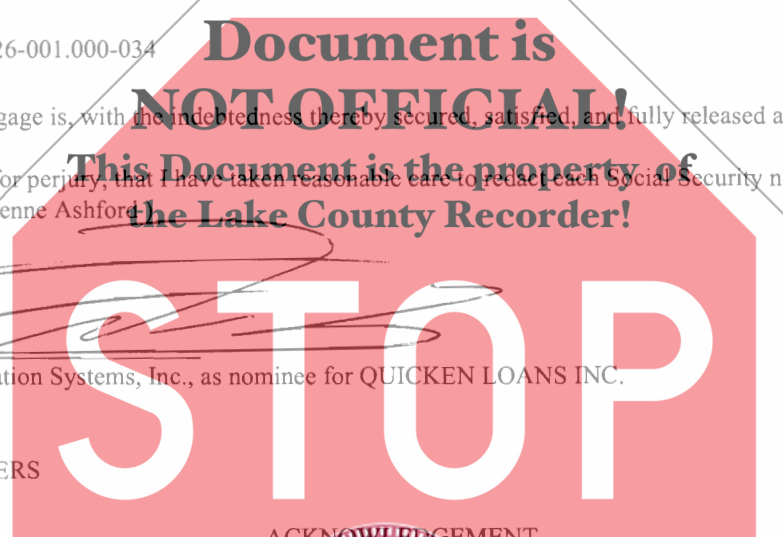 26-001.000-034
Document is
gage is, with the indebtedness thereby secured, satisfied, and fully released a
NOT OFFICIAL!
This Document is the property of
for perjury, that I have taken reasonable care to redact each Social Security n
enne Ashford )
the Lake County Recorder!
STOP
ation Systems, Inc., as nominee for QUICKEN LOANS INC.
ERS
ACKNOWLEDGEMENT